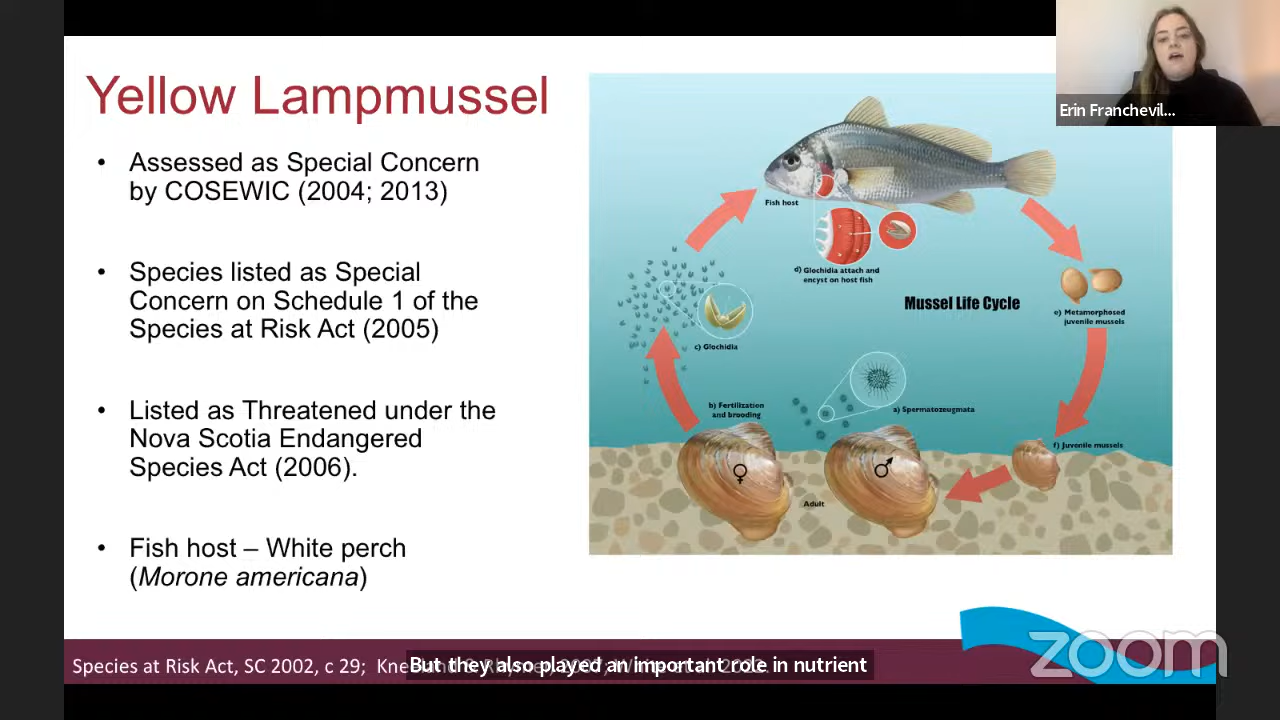 Yellow Lampmussel
• Assessed as Special Concern
by COSEWIC (2004; 2013)
• Species listed as Special
Concern on Schedule 1 of the
Species at Risk Act (2005)
• Listed as Threatened under the
Nova Scotia Endangered
Species Act (2006).
• Fish host – White perch
(Morone americana)
Fish host
d) Glochidia attach and
encyst on host fish
Mussel Life Cycle
e) Metamorphosed
juvenile mussels
c) Glochidia
b) Fertilization
and brooding
a) Spermatozeugmata
f) Juvenile mussels
♀
♂
Adult
Erin Franchevil...
Species at Risk Act, SC 2002, c 29;
But they also played an important role in nutrient
zoom